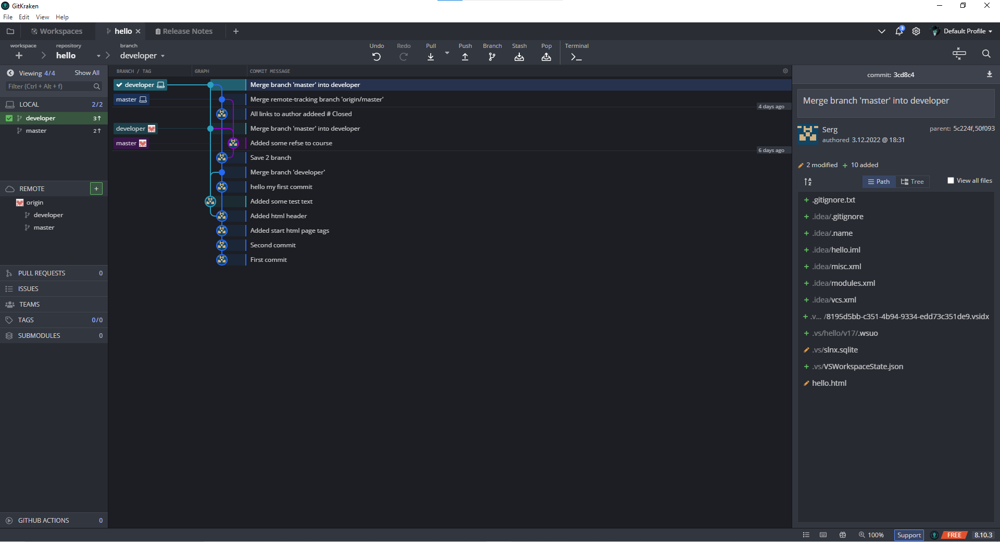 GitKraken
File Edit View Help
Workspaces hello Release Notes
3 Default Profile
workspace repository branch
hello developer
Undo Redo Pull Push Branch Stash Pop Terminal
Viewing 4/4 Show All
Filter (Ctrl + Alt + f)
LOCAL 2/2
developer 3↑
master 2↑
REMOTE +
origin
developer
master
PULL REQUESTS 0
ISSUES
TEAMS
TAGS 0/0
SUBMODULES 0
GITHUB ACTIONS 0
BRANCH / TAG GRAPH COMMIT MESSAGE
developer Merge branch 'master' into developer
master Merge remote-tracking branch 'origin/master'
4 days ago
All links to author addeed # Closed
developer Merge branch 'master' into developer
master Added some refse to course
6 days ago
Save 2 branch
Merge branch 'developer'
hello my first commit
Added some test text
Added html header
Added start html page tags
Second commit
First commit
commit: 3cd8c4
Merge branch 'master' into developer
Serg parent: 5c224f,50f093
authored 3.12.2022 @ 18:31
2 modified + 10 added
Path Tree View all files
+ .gitignore.txt
+ .idea/.gitignore
+ .idea/.name
+ .idea/hello.iml
+ .idea/misc.xml
+ .idea/modules.xml
+ .idea/vcs.xml
+ .v... /8195d5bb-c351-4b94-9334-edd73c351de9.vsidx
+ .vs/hello/v17/.wsuo
.vs/slnx.sqlite
+ .vs/VSWorkspaceState.json
hello.html
100% Support FREE 8.10.3